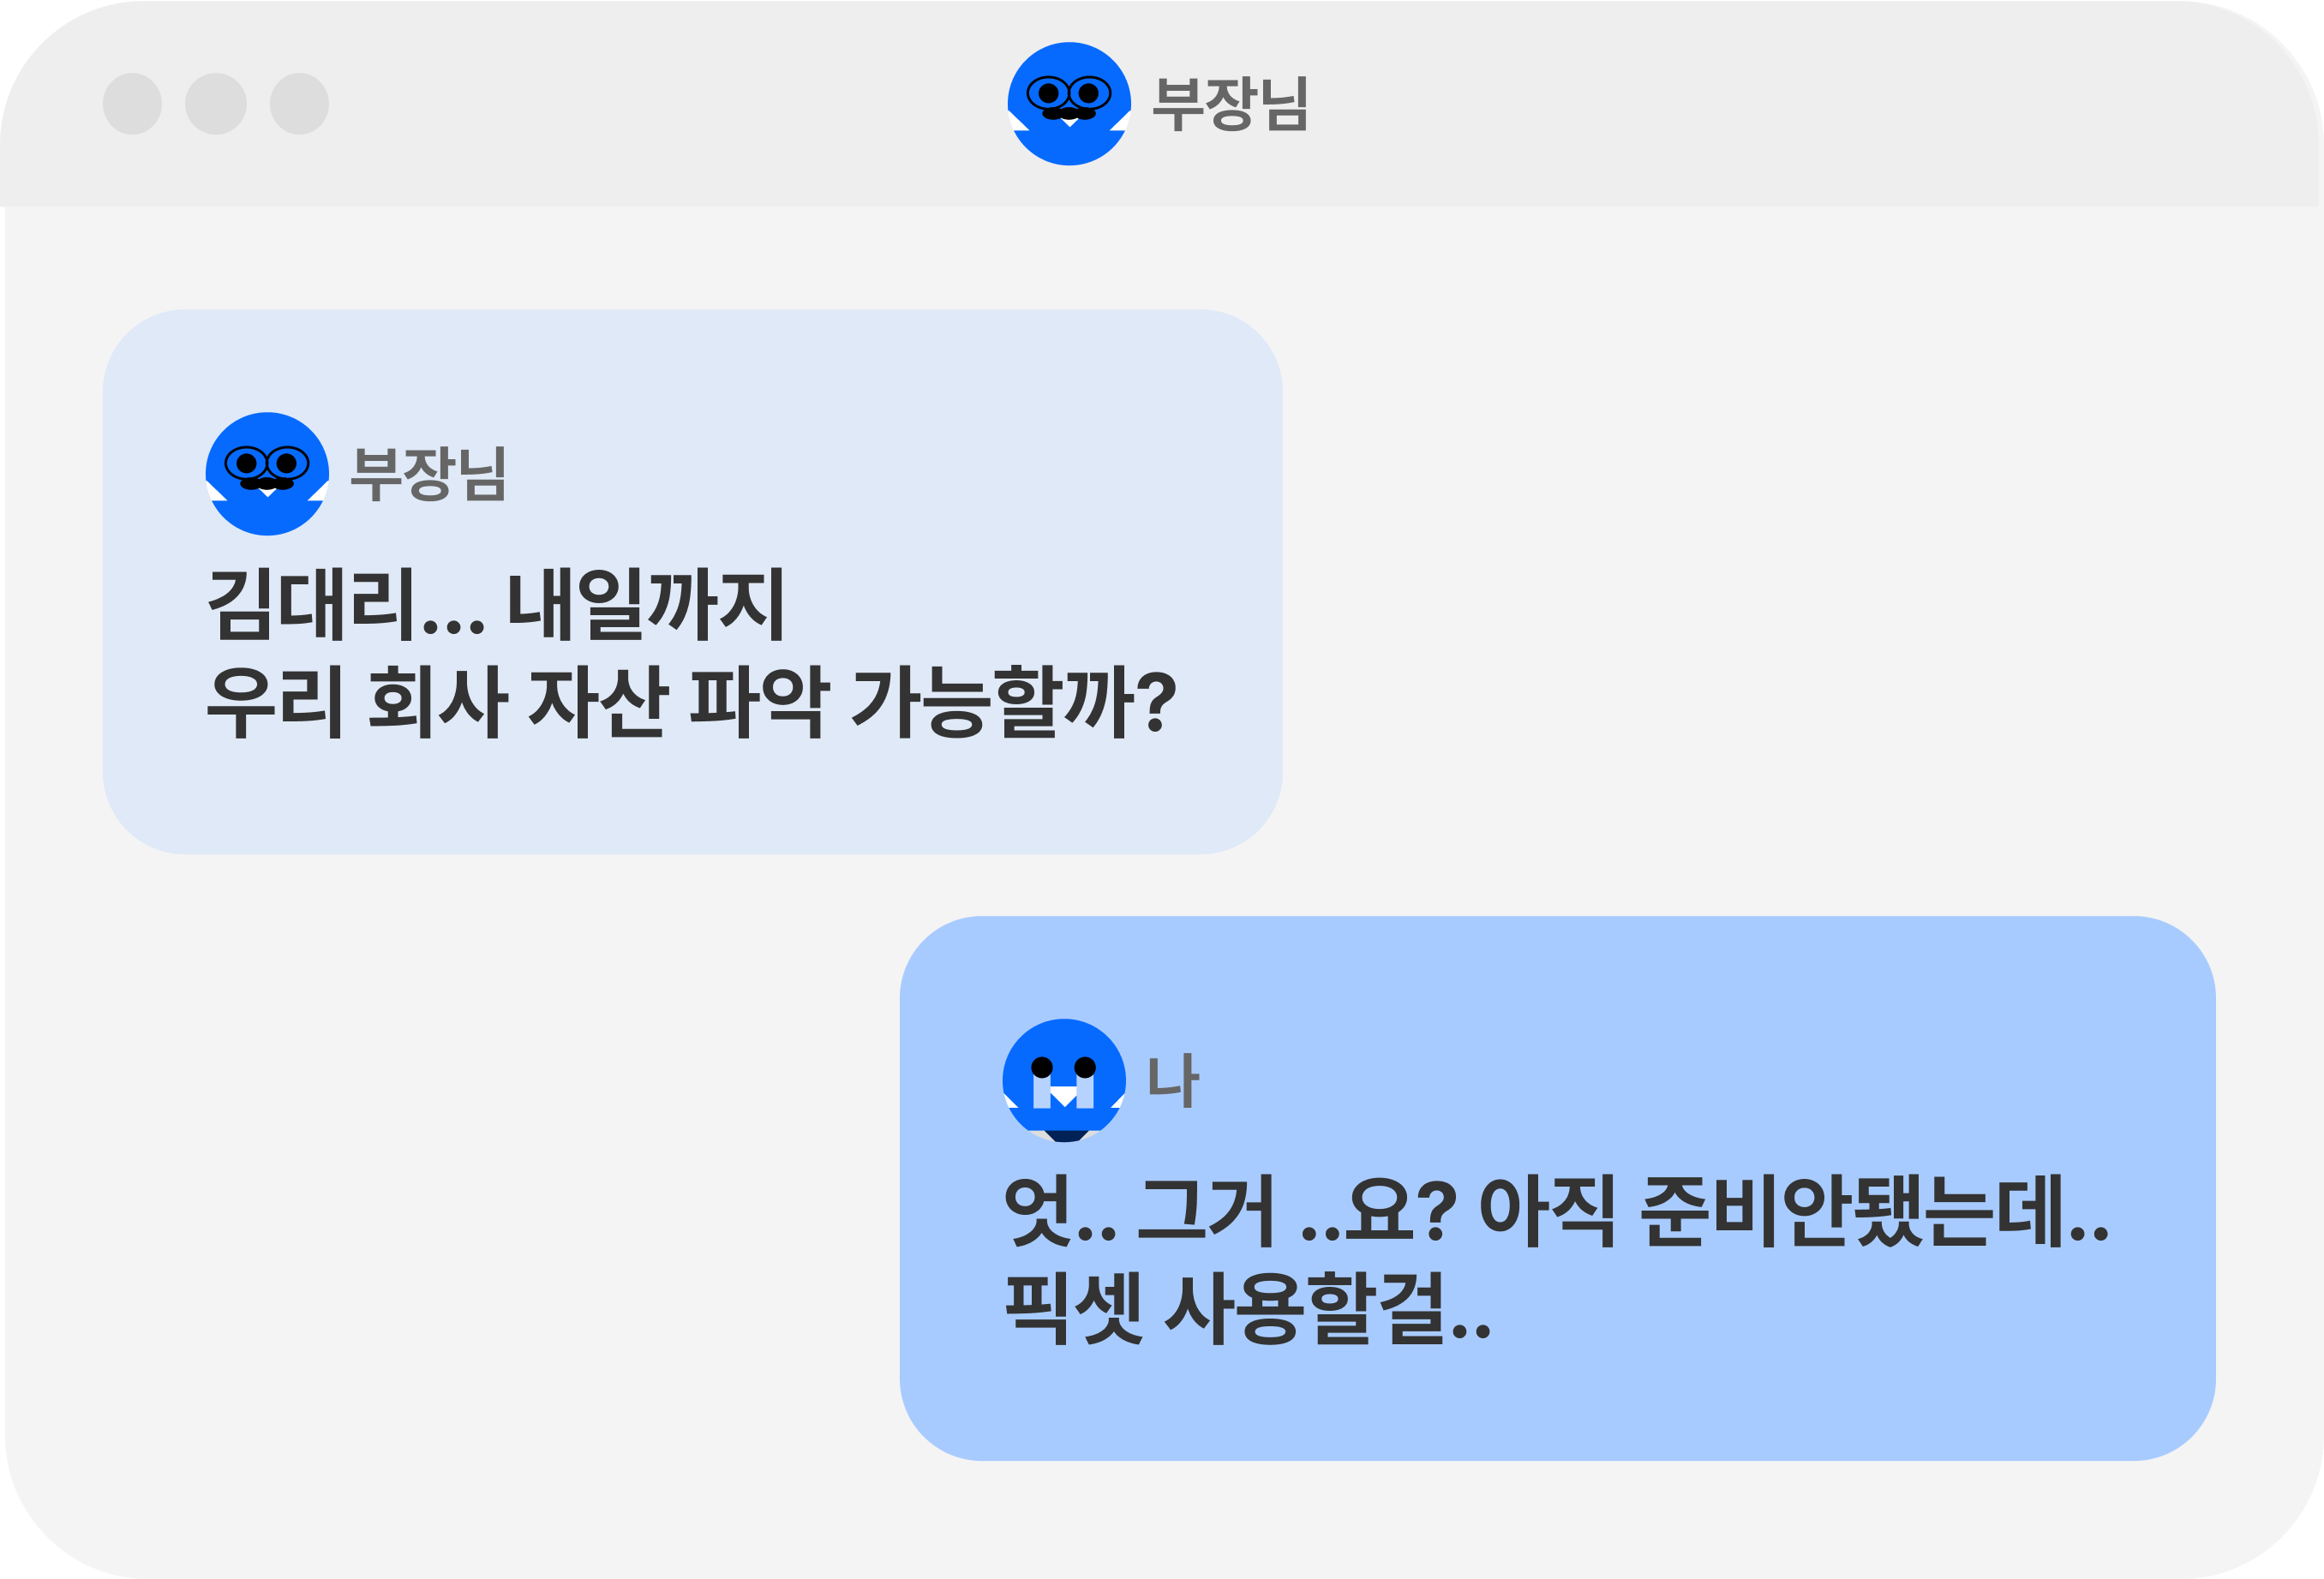 부장님
부장님
김대리... 내일까지
우리 회사 자산 파악 가능할까?
나
잇.. 그거 ..요? 아직 준비안됐는데..
픽셋 사용할걸..